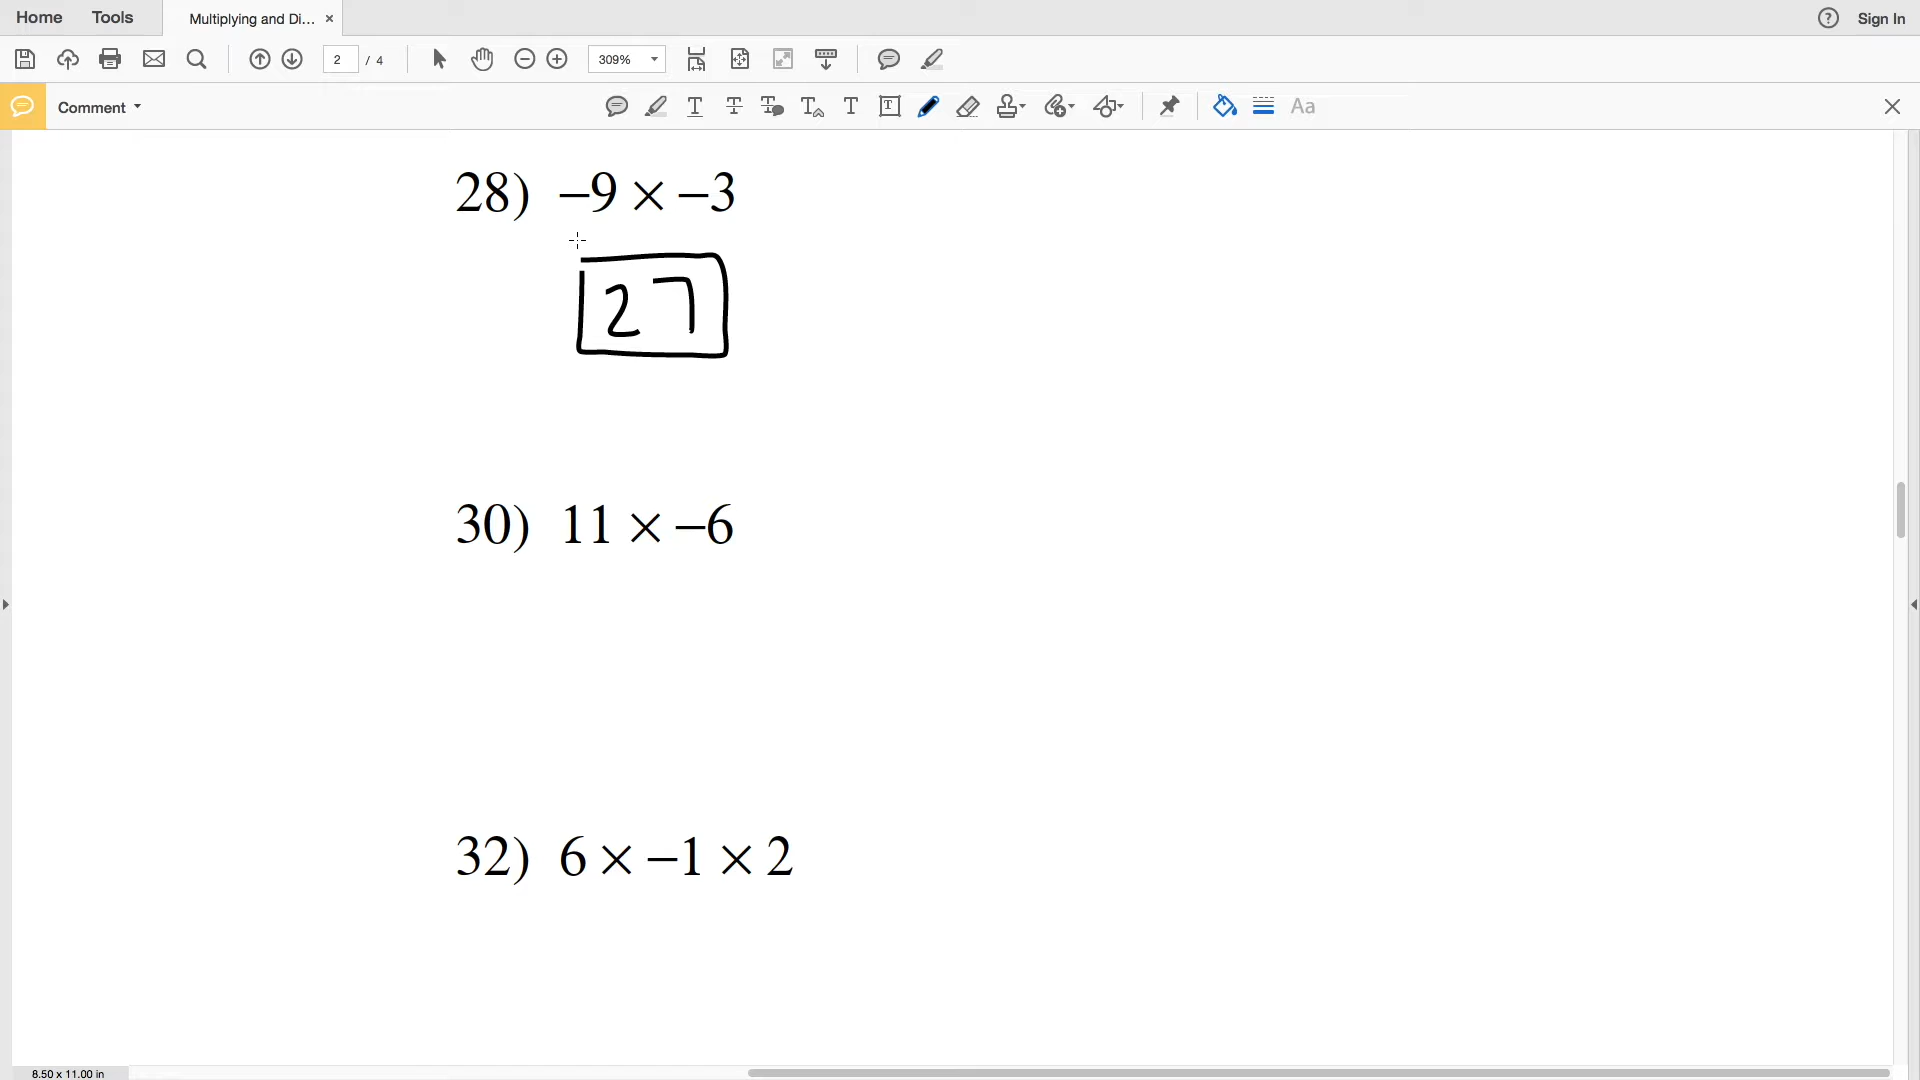 Home Tools Multiplying and Di... × ? Sign In
2 / 4 309%
Comment T T T T T T Aa
28) −9 × −3
27
30) 11 × −6
32) 6 × −1 × 2
8.50 x 11.00 in